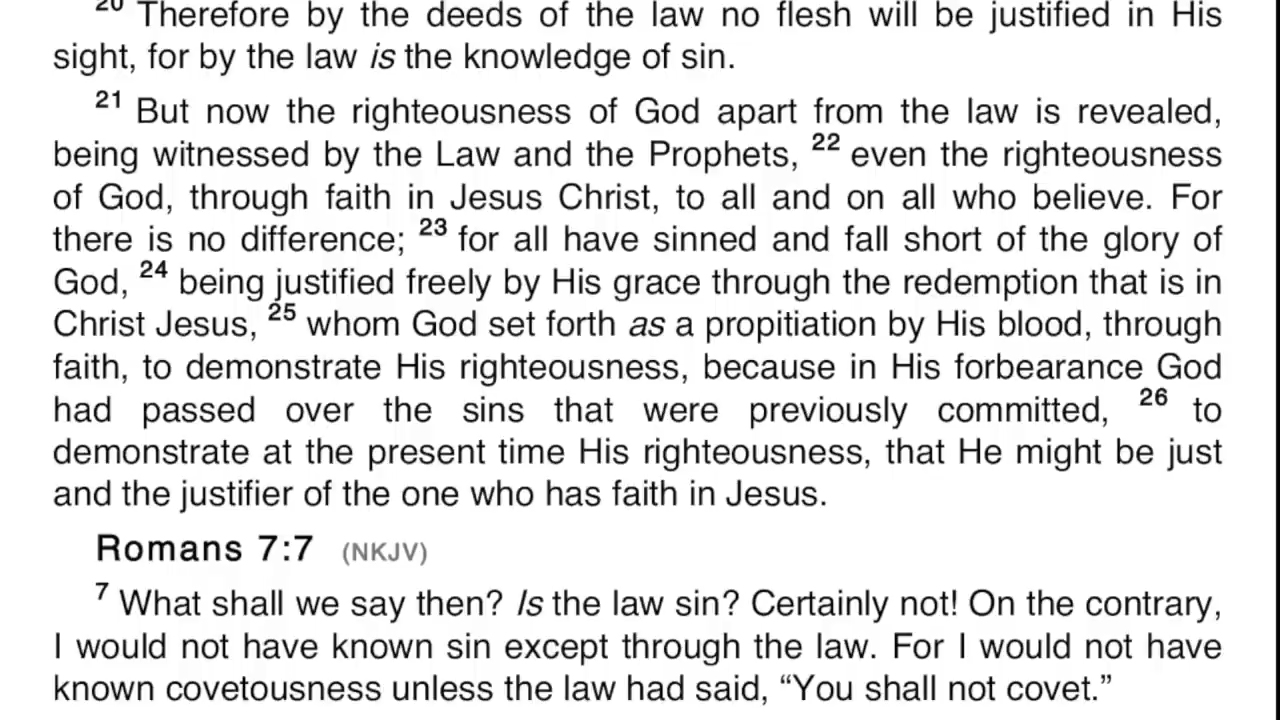 20 Therefore by the deeds of the law no flesh will be justified in His
sight, for by the law is the knowledge of sin.
21 But now the righteousness of God apart from the law is revealed,
being witnessed by the Law and the Prophets, 22 even the righteousness
of God, through faith in Jesus Christ, to all and on all who believe. For
there is no difference; 23 for all have sinned and fall short of the glory of
God, 24 being justified freely by His grace through the redemption that is in
Christ Jesus, 25 whom God set forth as a propitiation by His blood, through
faith, to demonstrate His righteousness, because in His forbearance God
had passed over the sins that were previously committed, 26 to
demonstrate at the present time His righteousness, that He might be just
and the justifier of the one who has faith in Jesus.
Romans 7:7 (NKJV)
7 What shall we say then? Is the law sin? Certainly not! On the contrary,
I would not have known sin except through the law. For I would not have
known covetousness unless the law had said, “You shall not covet.”